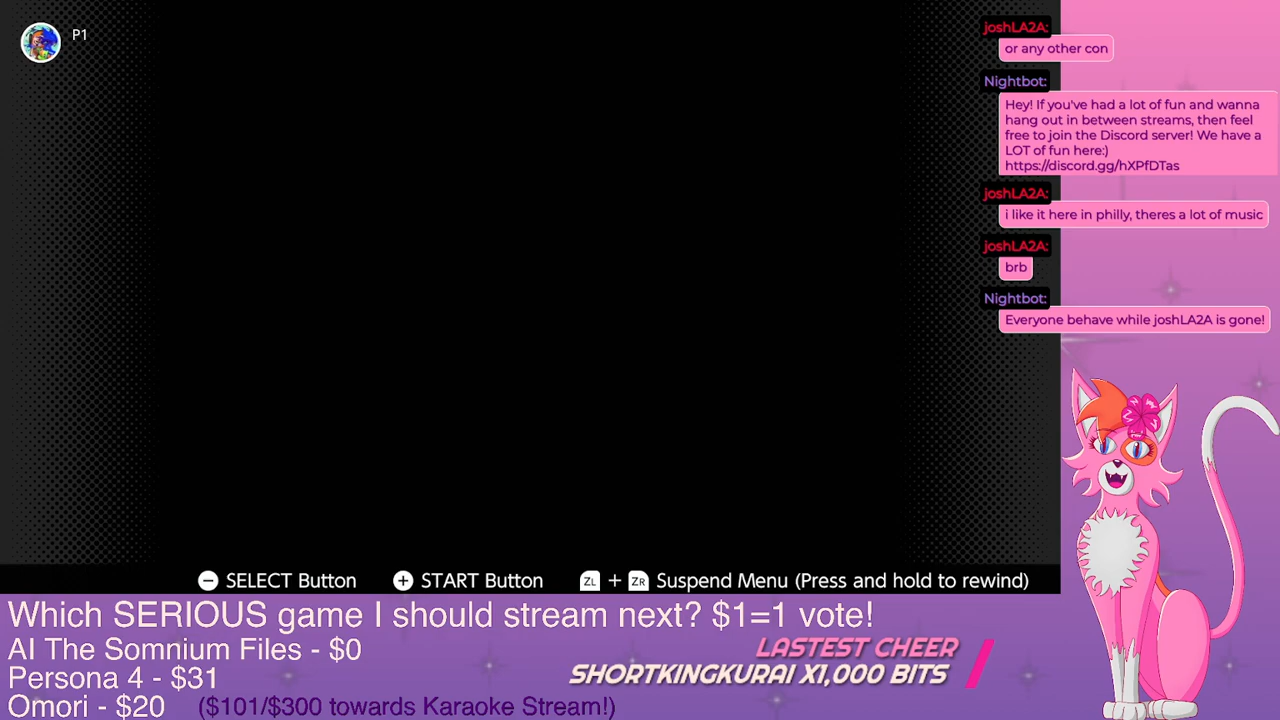 P1
joshLA2A:
or any other con
Nightbot:
Hey! If you've had a lot of fun and wanna
hang out in between streams, then feel
free to join the Discord server! We have a
LOT of fun here:)
https://discord.gg/hXPfDTas
joshLA2A:
i like it here in philly, theres a lot of music
joshLA2A:
brb
Nightbot:
Everyone behave while joshLA2A is gone!
SELECT Button
START Button
ZL + ZR Suspend Menu (Press and hold to rewind)
Which SERIOUS game I should stream next? $1=1 vote!
AI The Somnium Files - $0
Persona 4 - $31
Omori - $20 ($101/$300 towards Karaoke Stream!)
LASTEST CHEER
SHORTKINGKURAI X1,000 BITS